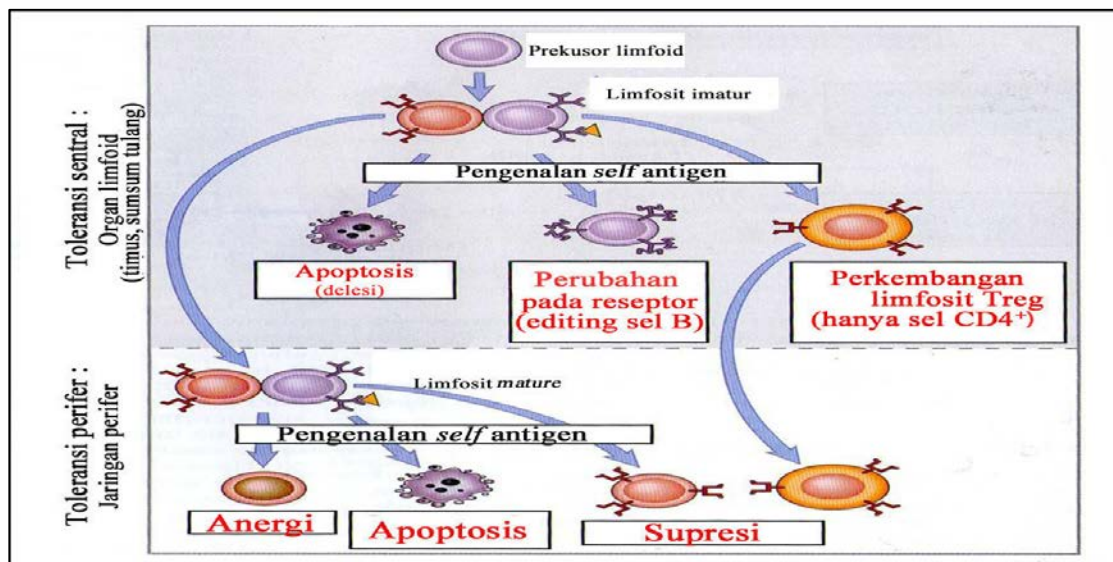 Toleransi sentral :
Organ limfoid
(timus, sumsum tulang)
Prekusor limfoid
Limfosit imatur
Pengenalan self antigen
Apoptosis
(delesi)
Perubahan
pada reseptor
(editing sel B)
Perkembangan
limfosit Treg
(hanya sel CD4⁺)
Toleransi perifer :
Jaringan perifer
Limfosit mature
Pengenalan self antigen
Anergi
Apoptosis
Supresi